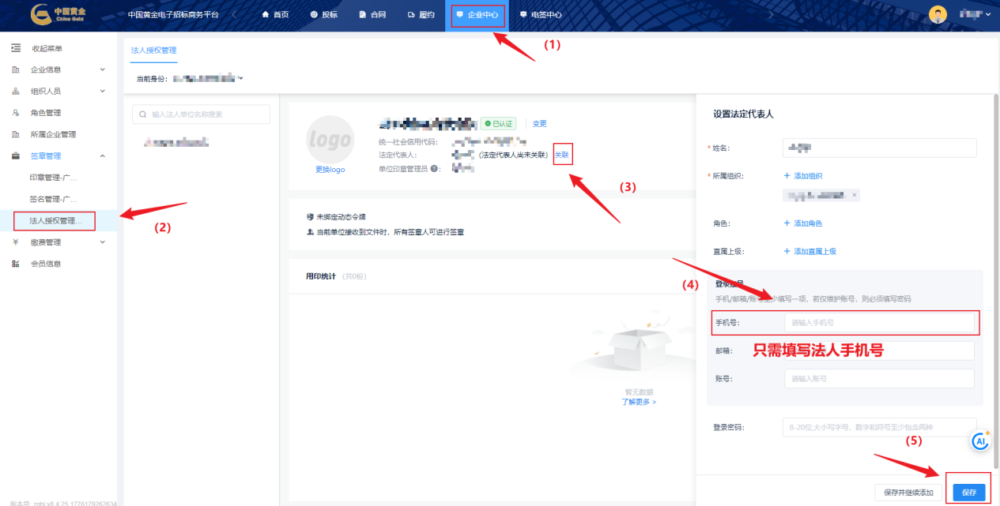 中国黄金
China Gold
中国黄金电子招标商务平台
首页
投标
合同
履约
企业中心
电签中心
(1)
收起菜单
企业信息
组织人员
角色管理
所属企业管理
签章管理
印章管理-广...
签名管理-广...
法人授权管理...
(2)
缴费管理
会员信息
版本号: zgbj.v8.4.25.1776179262634
法人授权管理
当前身份:
输入法人单位名称搜索
logo
更换logo
已认证
变更
统一社会信用代码:
法定代表人:
(法定代表人尚未关联)
关联
单位印章管理员
(3)
未绑定动态令牌
当前单位接收到文件时，所有签章人可进行签章
用印统计 (共0份)
暂无数据
了解更多 >
设置法定代表人
* 姓名:
* 所属组织:
+ 添加组织
×
角色:
+ 添加角色
直属上级:
+ 添加直属上级
(4)
登录账号
手机/邮箱/账号至少填写一项，若仅维护账号，则必须填写密码
手机号:
请输入手机号
邮箱:
只需填写法人手机号
账号:
请输入账号
登录密码:
8-20位,大小写字母，数字和符号至少包含两种
AI
(5)
保存并继续添加
保存